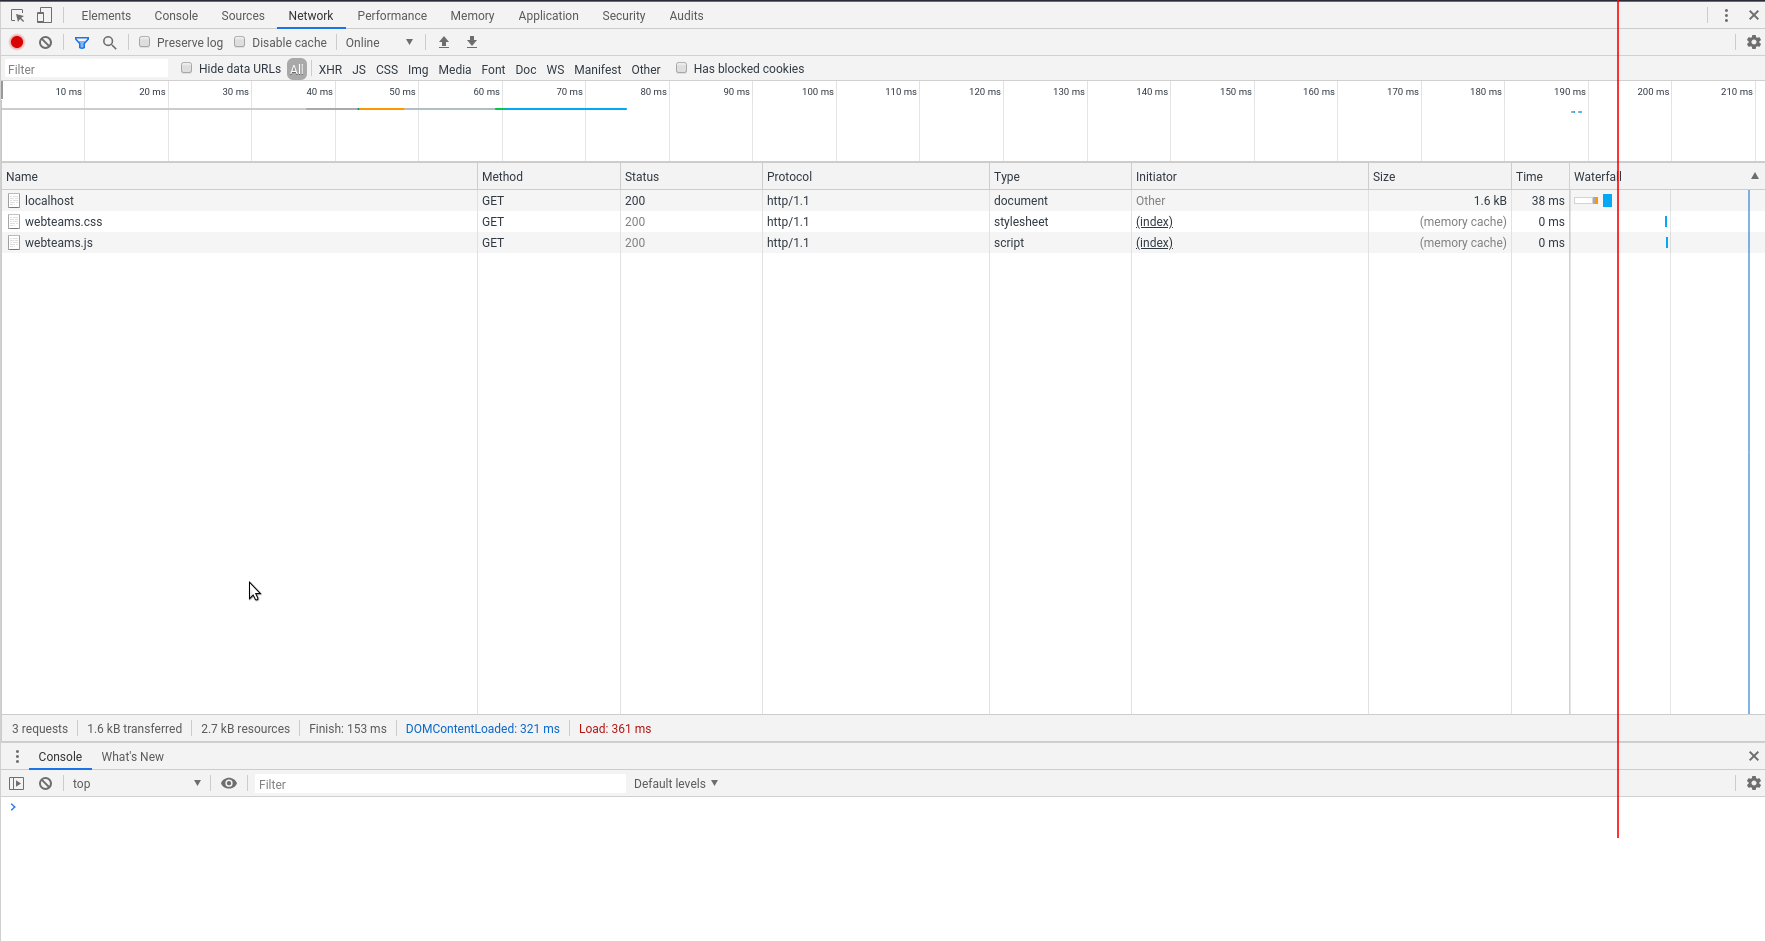 Elements Console Sources Network Performance Memory Application Security Audits
Preserve log Disable cache Online
Filter Hide data URLs All XHR JS CSS Img Media Font Doc WS Manifest Other Has blocked cookies
10 ms 20 ms 30 ms 40 ms 50 ms 60 ms 70 ms 80 ms 90 ms 100 ms 110 ms 120 ms 130 ms 140 ms 150 ms 160 ms 170 ms 180 ms 190 ms 200 ms 210 ms
Name Method Status Protocol Type Initiator Size Time Waterfall
localhost GET 200 http/1.1 document Other 1.6 kB 38 ms
webteams.css GET 200 http/1.1 stylesheet (index) (memory cache) 0 ms
webteams.js GET 200 http/1.1 script (index) (memory cache) 0 ms
3 requests 1.6 kB transferred 2.7 kB resources Finish: 153 ms DOMContentLoaded: 321 ms Load: 361 ms
Console What's New
top Filter Default levels